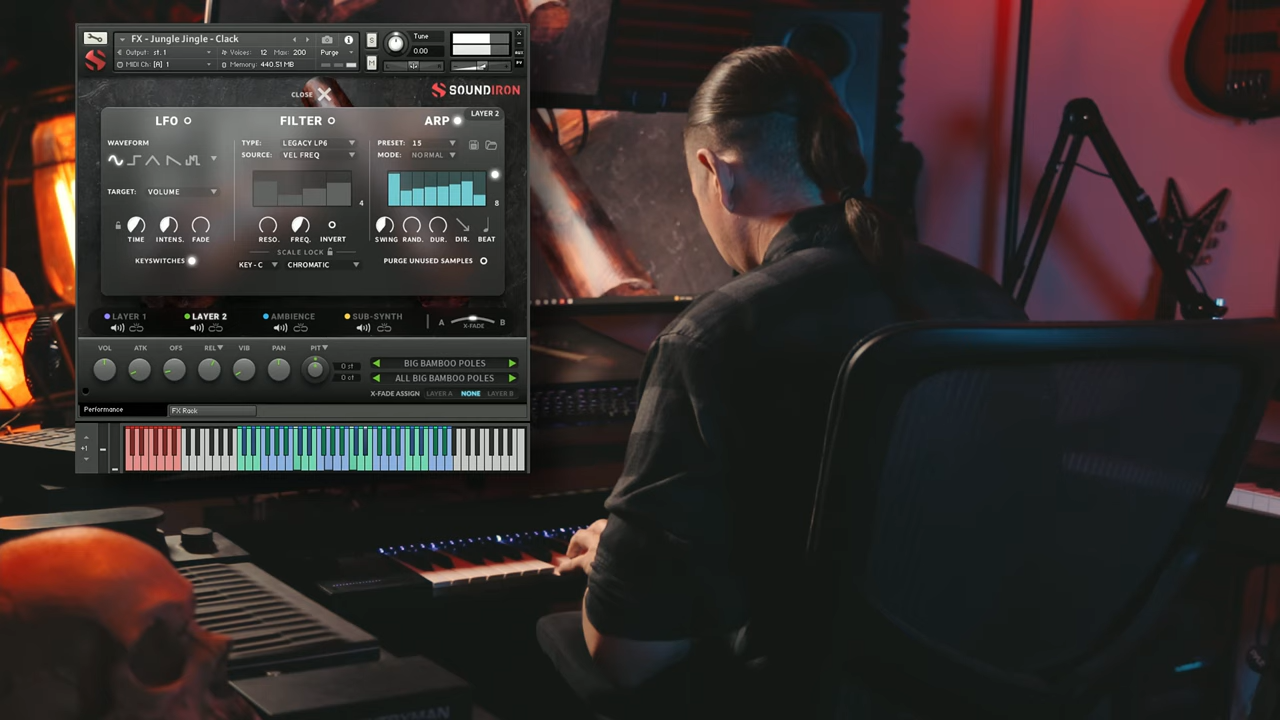 FX - Jungle Jingle - Clack
Output: st.1
Voices: 12 Max: 200
Purge
MIDI Ch: [A] 1
Memory: 440.51 MB
S
M
Tune
0.00
CLOSE
SOUNDIRON
LAYER 2
LFO
FILTER
ARP
WAVEFORM
TYPE: LEGACY LP6
SOURCE: VEL FREQ
PRESET: 15
MODE: NORMAL
TARGET: VOLUME
4
8
TIME INTENS. FADE
RESO. FREQ. INVERT
SWING RAND. DUR. DIR. BEAT
SCALE LOCK
KEYSWITCHES
KEY - C CHROMATIC
PURGE UNUSED SAMPLES
LAYER 1 LAYER 2 AMBIENCE SUB-SYNTH
A X-FADE B
VOL ATK OFS REL VIB PAN PIT
0 st
0 ct
BIG BAMBOO POLES
ALL BIG BAMBOO POLES
X-FADE ASSIGN LAYER A NONE LAYER B
Performance FX Rack
+1